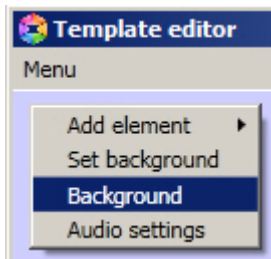 Template editor
Menu
Add element
Set background
Background
Audio settings